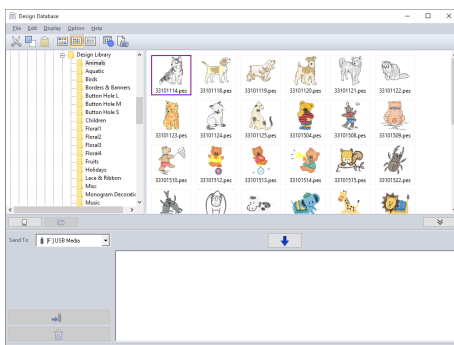 Design Database
File Edit Display Option Help
Design Library
Animals
Aquatic
Birds
Borders & Banners
Button Hole L
Button Hole M
Button Hole S
Children
Floral1
Floral2
Floral3
Floral4
Fruits
Holidays
Lace & Ribbon
Misc
Monogram Decoratic
Music
33101114.pes 33101118.pes 33101119.pes 33101120.pes 33101121.pes 33101122.pes
33101123.pes 33101124.pes 33101125.pes 33101504.pes 33101508.pes 33101509.pes
33101510.pes 33101512.pes 33101513.pes 33101514.pes 33101515.pes 33101522.pes
Send To: [F:] USB Media